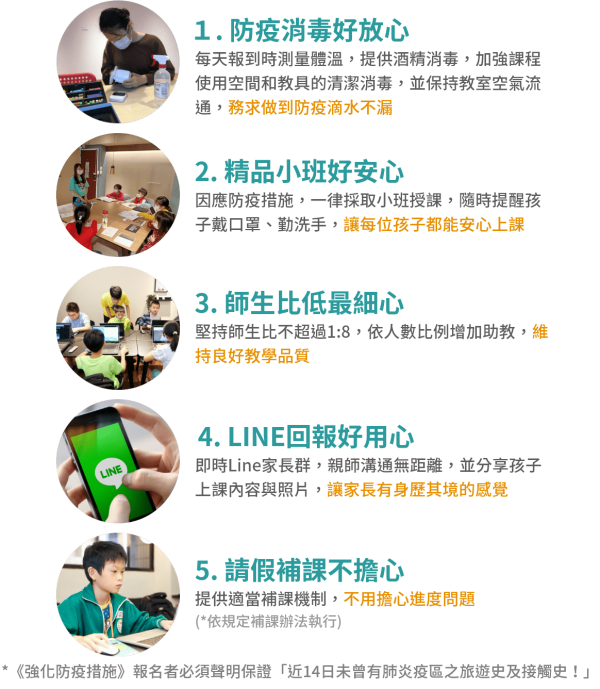 1. 防疫消毒好放心
每天報到時測量體溫，提供酒精消毒，加強課程
使用空間和教具的清潔消毒，並保持教室空氣流
通，務求做到防疫滴水不漏
2. 精品小班好安心
因應防疫措施，一律採取小班授課，隨時提醒孩
子戴口罩、勤洗手，讓每位孩子都能安心上課
3. 師生比低最細心
堅持師生比不超過1:8，依人數比例增加助教，維
持良好教學品質
LINE
4. LINE回報好用心
即時Line家長群，親師溝通無距離，並分享孩子
上課內容與照片，讓家長有身歷其境的感覺
5. 請假補課不擔心
提供適當補課機制，不用擔心進度問題
(*依規定補課辦法執行)
*《強化防疫措施》報名者必須聲明保證「近14日未曾有肺炎疫區之旅遊史及接觸史！」